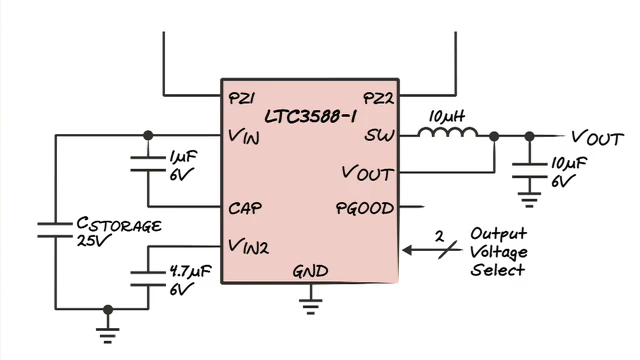 PZ1
PZ2
LTC3588-1
10μH
VIN
SW
VOUT
1μF
6V
VOUT
10μF
6V
CAP
PGOOD
CSTORAGE
25V
2
Output
Voltage
Select
VIN2
4.7μF
6V
GND